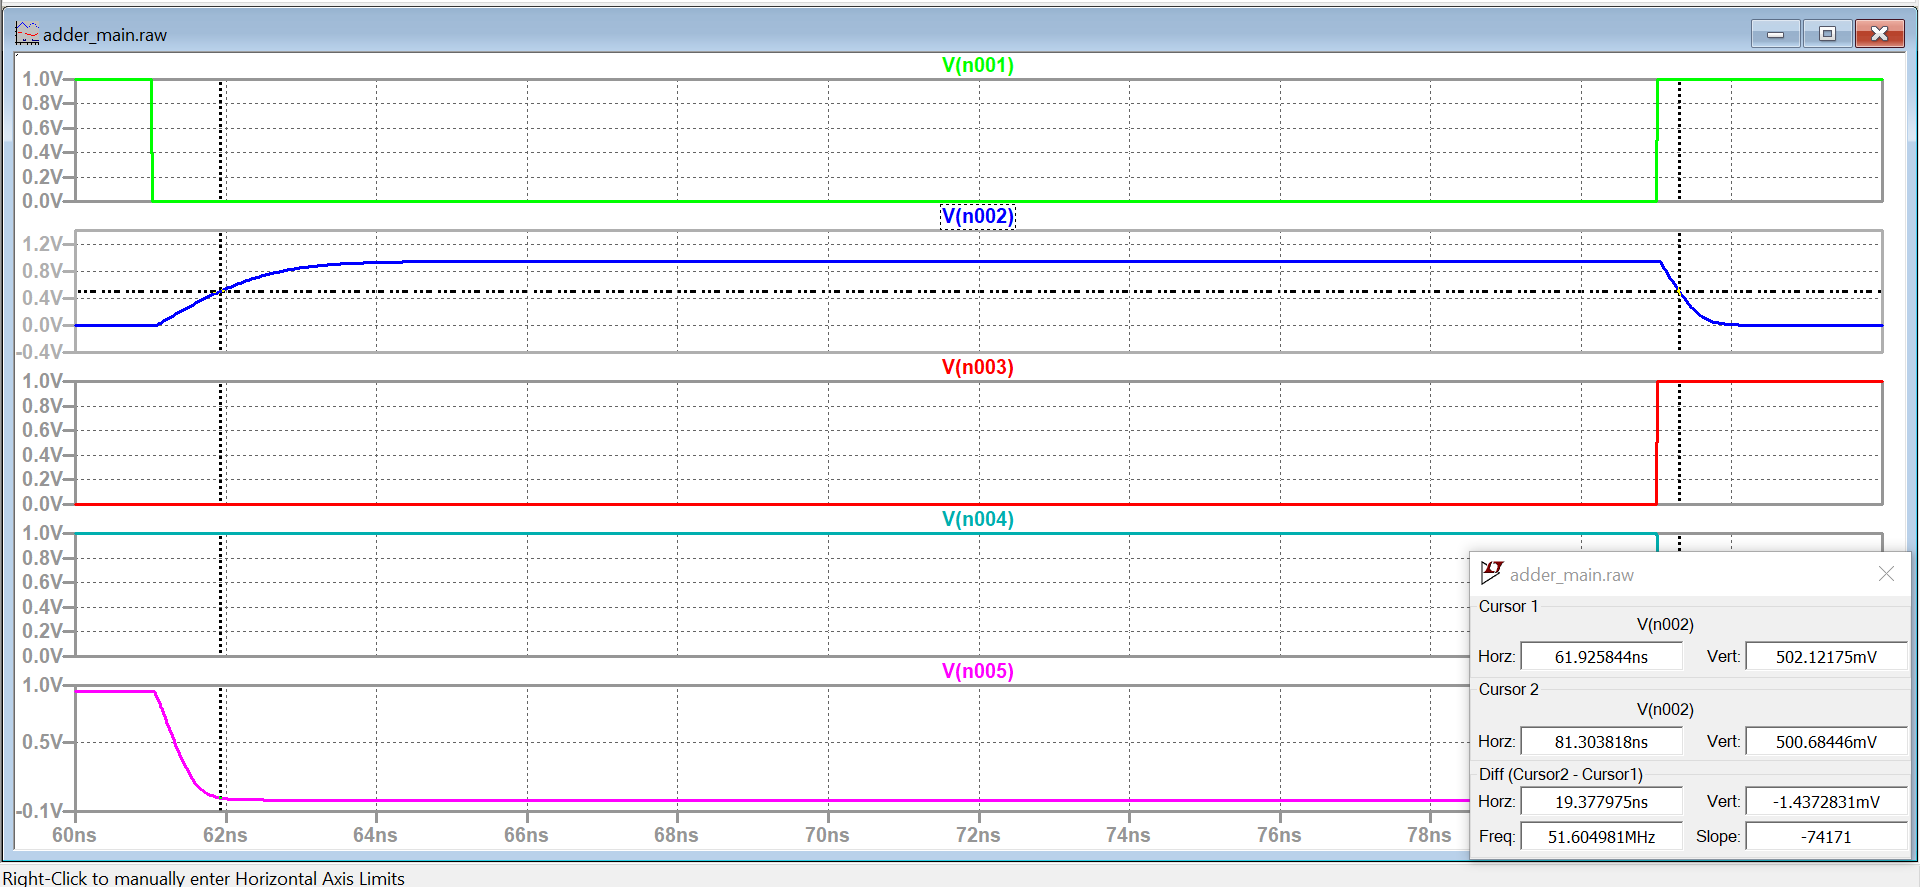 adder_main.raw
V(n001)
1.0V
0.8V
0.6V
0.4V
0.2V
0.0V
V(n002)
1.2V
0.8V
0.4V
0.0V
-0.4V
V(n003)
1.0V
0.8V
0.6V
0.4V
0.2V
0.0V
V(n004)
1.0V
0.8V
0.6V
0.4V
0.2V
0.0V
V(n005)
1.0V
0.5V
-0.1V
60ns 62ns 64ns 66ns 68ns 70ns 72ns 74ns 76ns 78ns
adder_main.raw
Cursor 1
V(n002)
Horz: 61.925844ns Vert: 502.12175mV
Cursor 2
V(n002)
Horz: 81.303818ns Vert: 500.68446mV
Diff (Cursor2 - Cursor1)
Horz: 19.377975ns Vert: -1.4372831mV
Freq: 51.604981MHz Slope: -74171
Right-Click to manually enter Horizontal Axis Limits